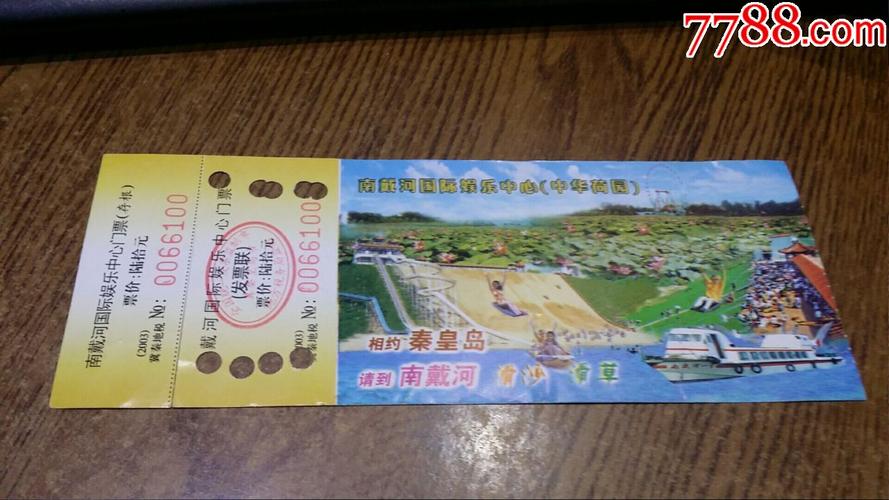 7788.com
南戴河国际娱乐中心门票(存根)
票价:陆拾元
(2003)
冀秦地税 NO:
0066100
戴河国际娱乐中心门票
(发票联)
票价:陆拾元
003)
地税 NO:
0066100
南戴河国际娱乐中心(中华荷园)
相约 秦皇岛
请到 南戴河 滑沙 滑草